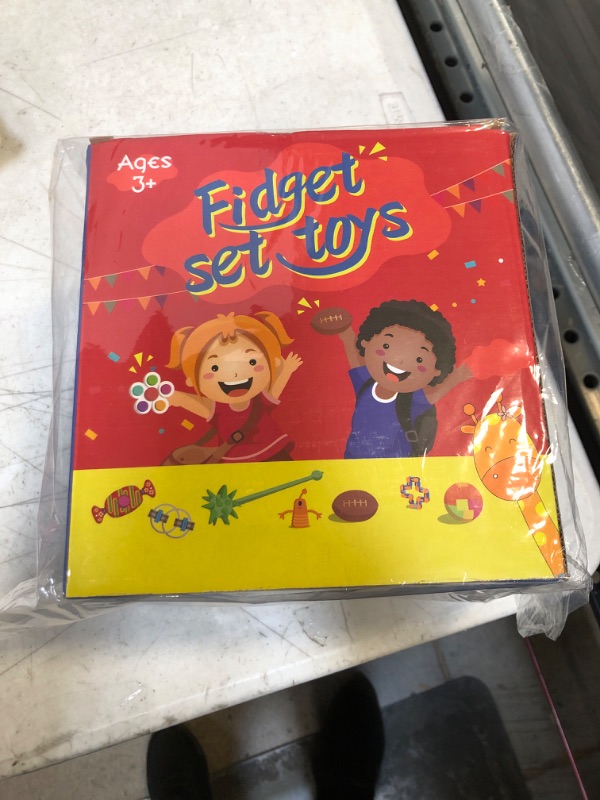 Ages
3+
Fidget
set toys